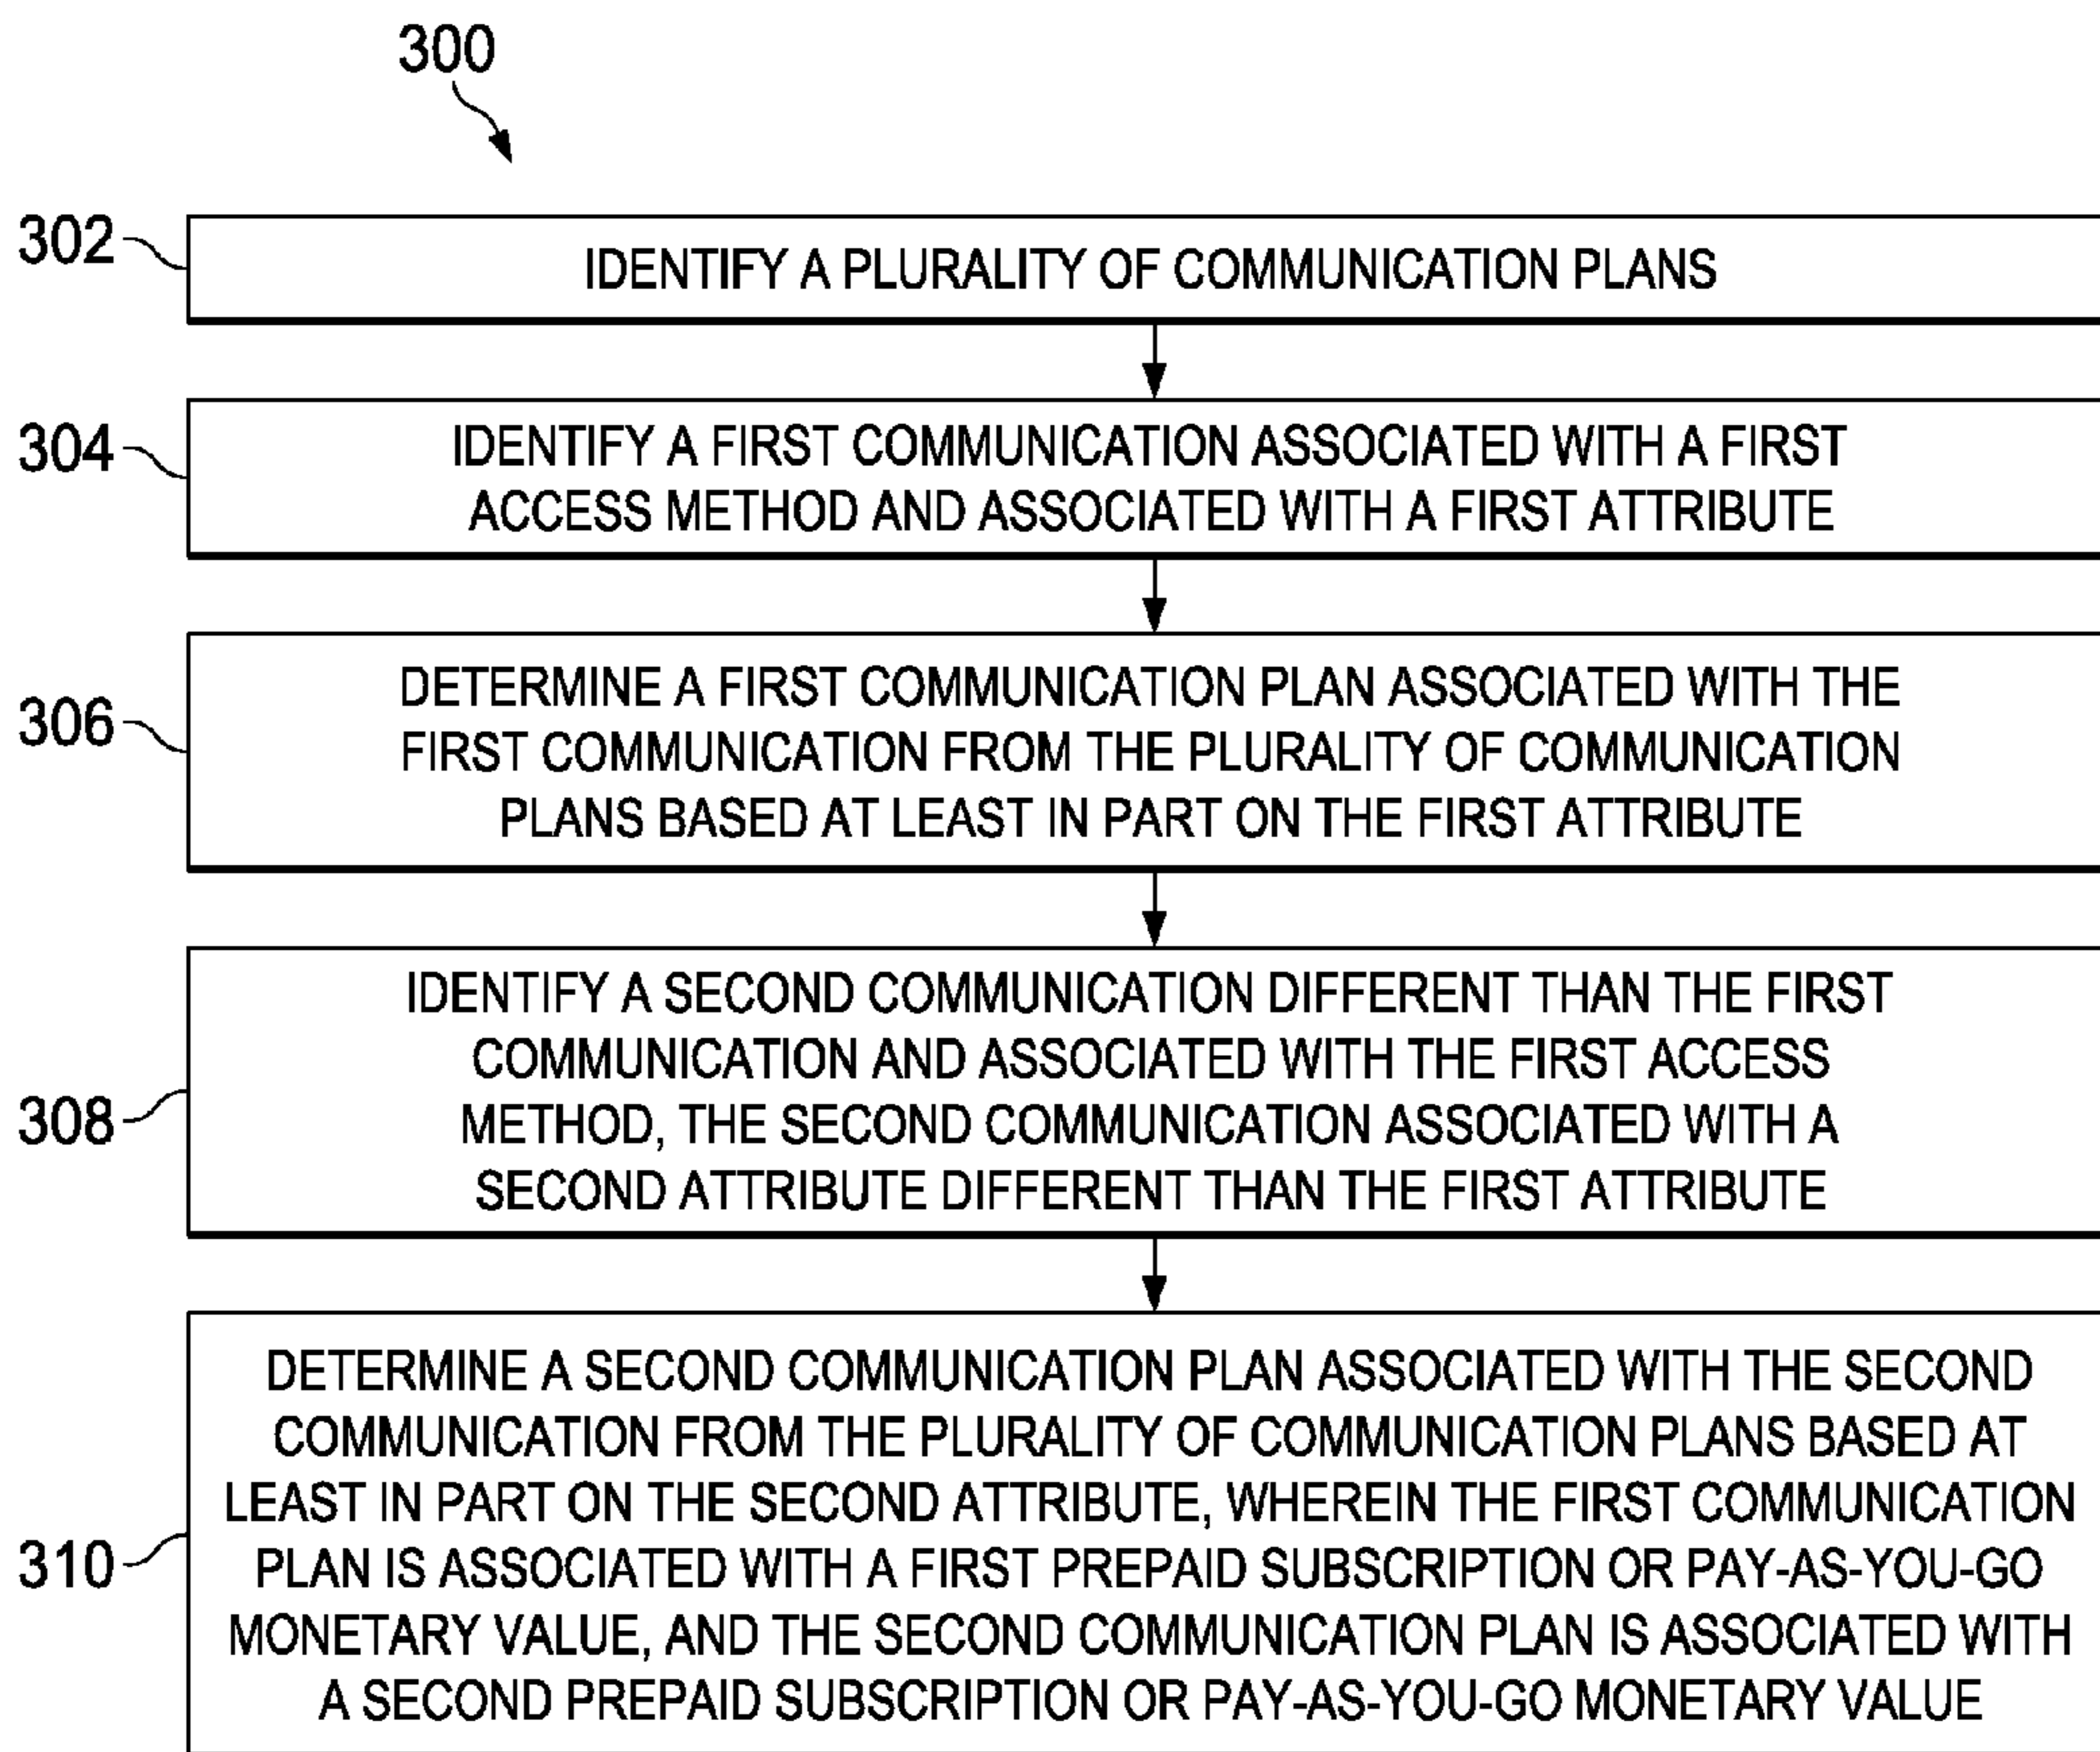 300
302
IDENTIFY A PLURALITY OF COMMUNICATION PLANS
304
IDENTIFY A FIRST COMMUNICATION ASSOCIATED WITH A FIRST
ACCESS METHOD AND ASSOCIATED WITH A FIRST ATTRIBUTE
306
DETERMINE A FIRST COMMUNICATION PLAN ASSOCIATED WITH THE
FIRST COMMUNICATION FROM THE PLURALITY OF COMMUNICATION
PLANS BASED AT LEAST IN PART ON THE FIRST ATTRIBUTE
308
IDENTIFY A SECOND COMMUNICATION DIFFERENT THAN THE FIRST
COMMUNICATION AND ASSOCIATED WITH THE FIRST ACCESS
METHOD, THE SECOND COMMUNICATION ASSOCIATED WITH A
SECOND ATTRIBUTE DIFFERENT THAN THE FIRST ATTRIBUTE
310
DETERMINE A SECOND COMMUNICATION PLAN ASSOCIATED WITH THE SECOND
COMMUNICATION FROM THE PLURALITY OF COMMUNICATION PLANS BASED AT
LEAST IN PART ON THE SECOND ATTRIBUTE, WHEREIN THE FIRST COMMUNICATION
PLAN IS ASSOCIATED WITH A FIRST PREPAID SUBSCRIPTION OR PAY-AS-YOU-GO
MONETARY VALUE, AND THE SECOND COMMUNICATION PLAN IS ASSOCIATED WITH
A SECOND PREPAID SUBSCRIPTION OR PAY-AS-YOU-GO MONETARY VALUE